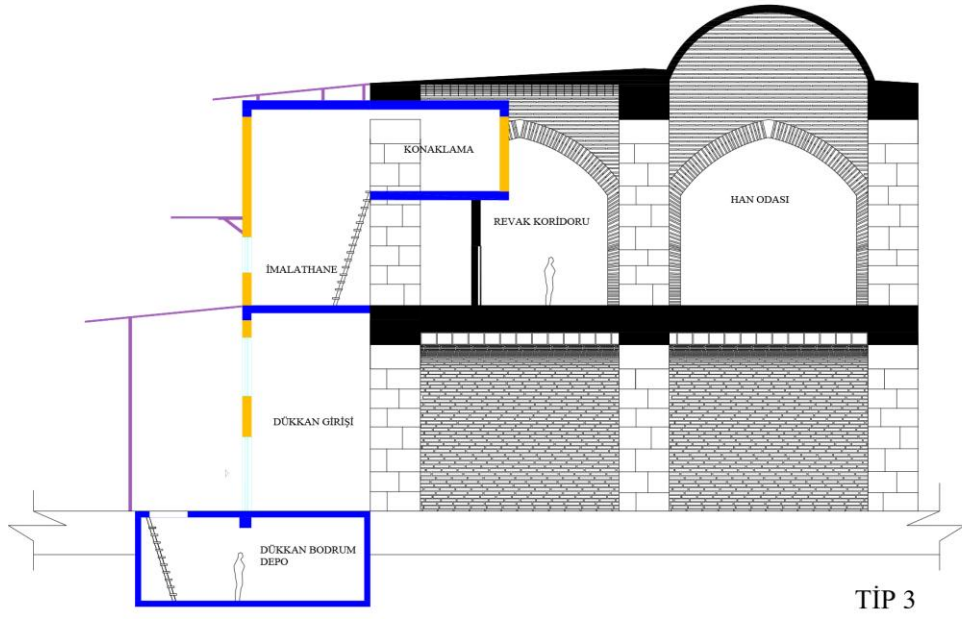 KONAKLAMA
HAN ODASI
REVAK KORİDORU
İMALATHANE
DÜKKAN GİRİŞİ
DÜKKAN BODRUM
DEPO
TİP 3